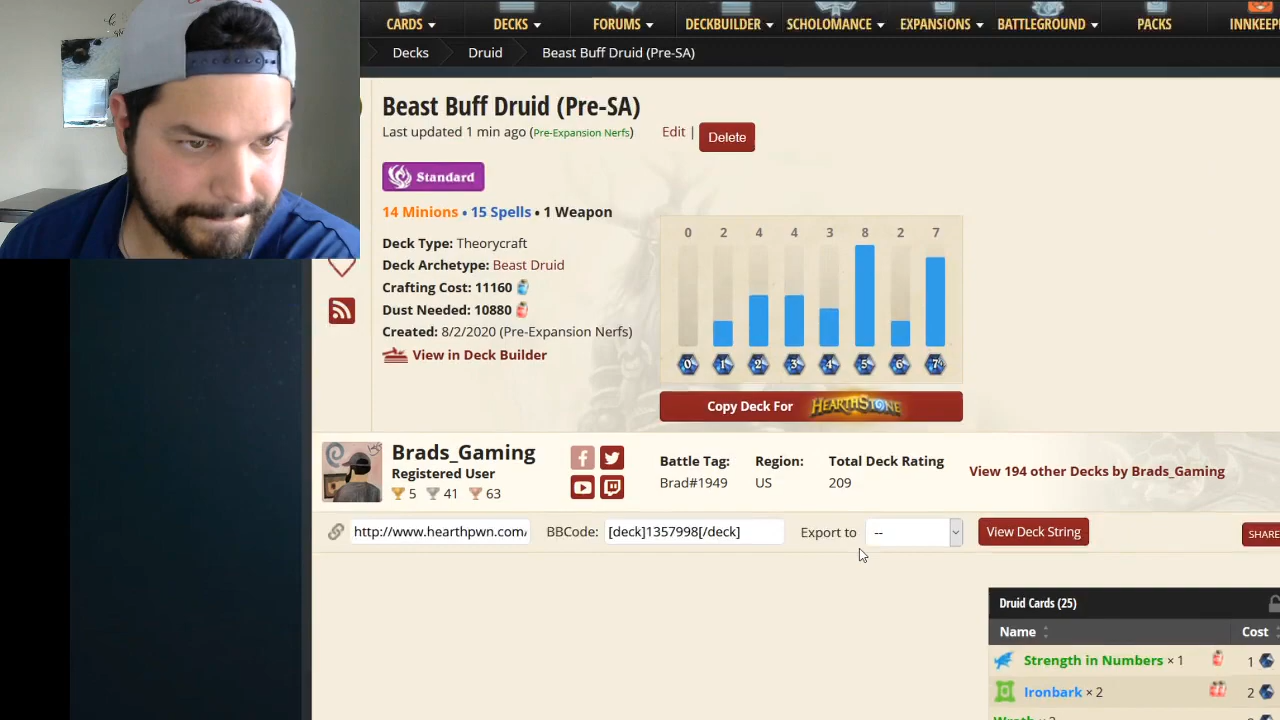 CARDS DECKS FORUMS DECKBUILDER SCHOLOMANCE EXPANSIONS BATTLEGROUND PACKS
Decks Druid Beast Buff Druid (Pre-SA)
Beast Buff Druid (Pre-SA)
Last updated 1 min ago (Pre-Expansion Nerfs) Edit | Delete
Standard
14 Minions • 15 Spells • 1 Weapon
0 2 4 4 3 8 2 7
Deck Type: Theorycraft
Deck Archetype: Beast Druid
Crafting Cost: 11160
Dust Needed: 10880
Created: 8/2/2020 (Pre-Expansion Nerfs)
View in Deck Builder
0 1 2 3 4 5 6 7
Copy Deck For HEARTHSTONE
Brads_Gaming
Registered User
5 41 63
Battle Tag: Region: Total Deck Rating
Brad#1949 US 209
View 194 other Decks by Brads_Gaming
http://www.hearthpwn.com/ BBCode: [deck]1357998[/deck] Export to -- View Deck String SHARE
Druid Cards (25)
Name Cost
Strength in Numbers × 1 1
Ironbark × 2 2